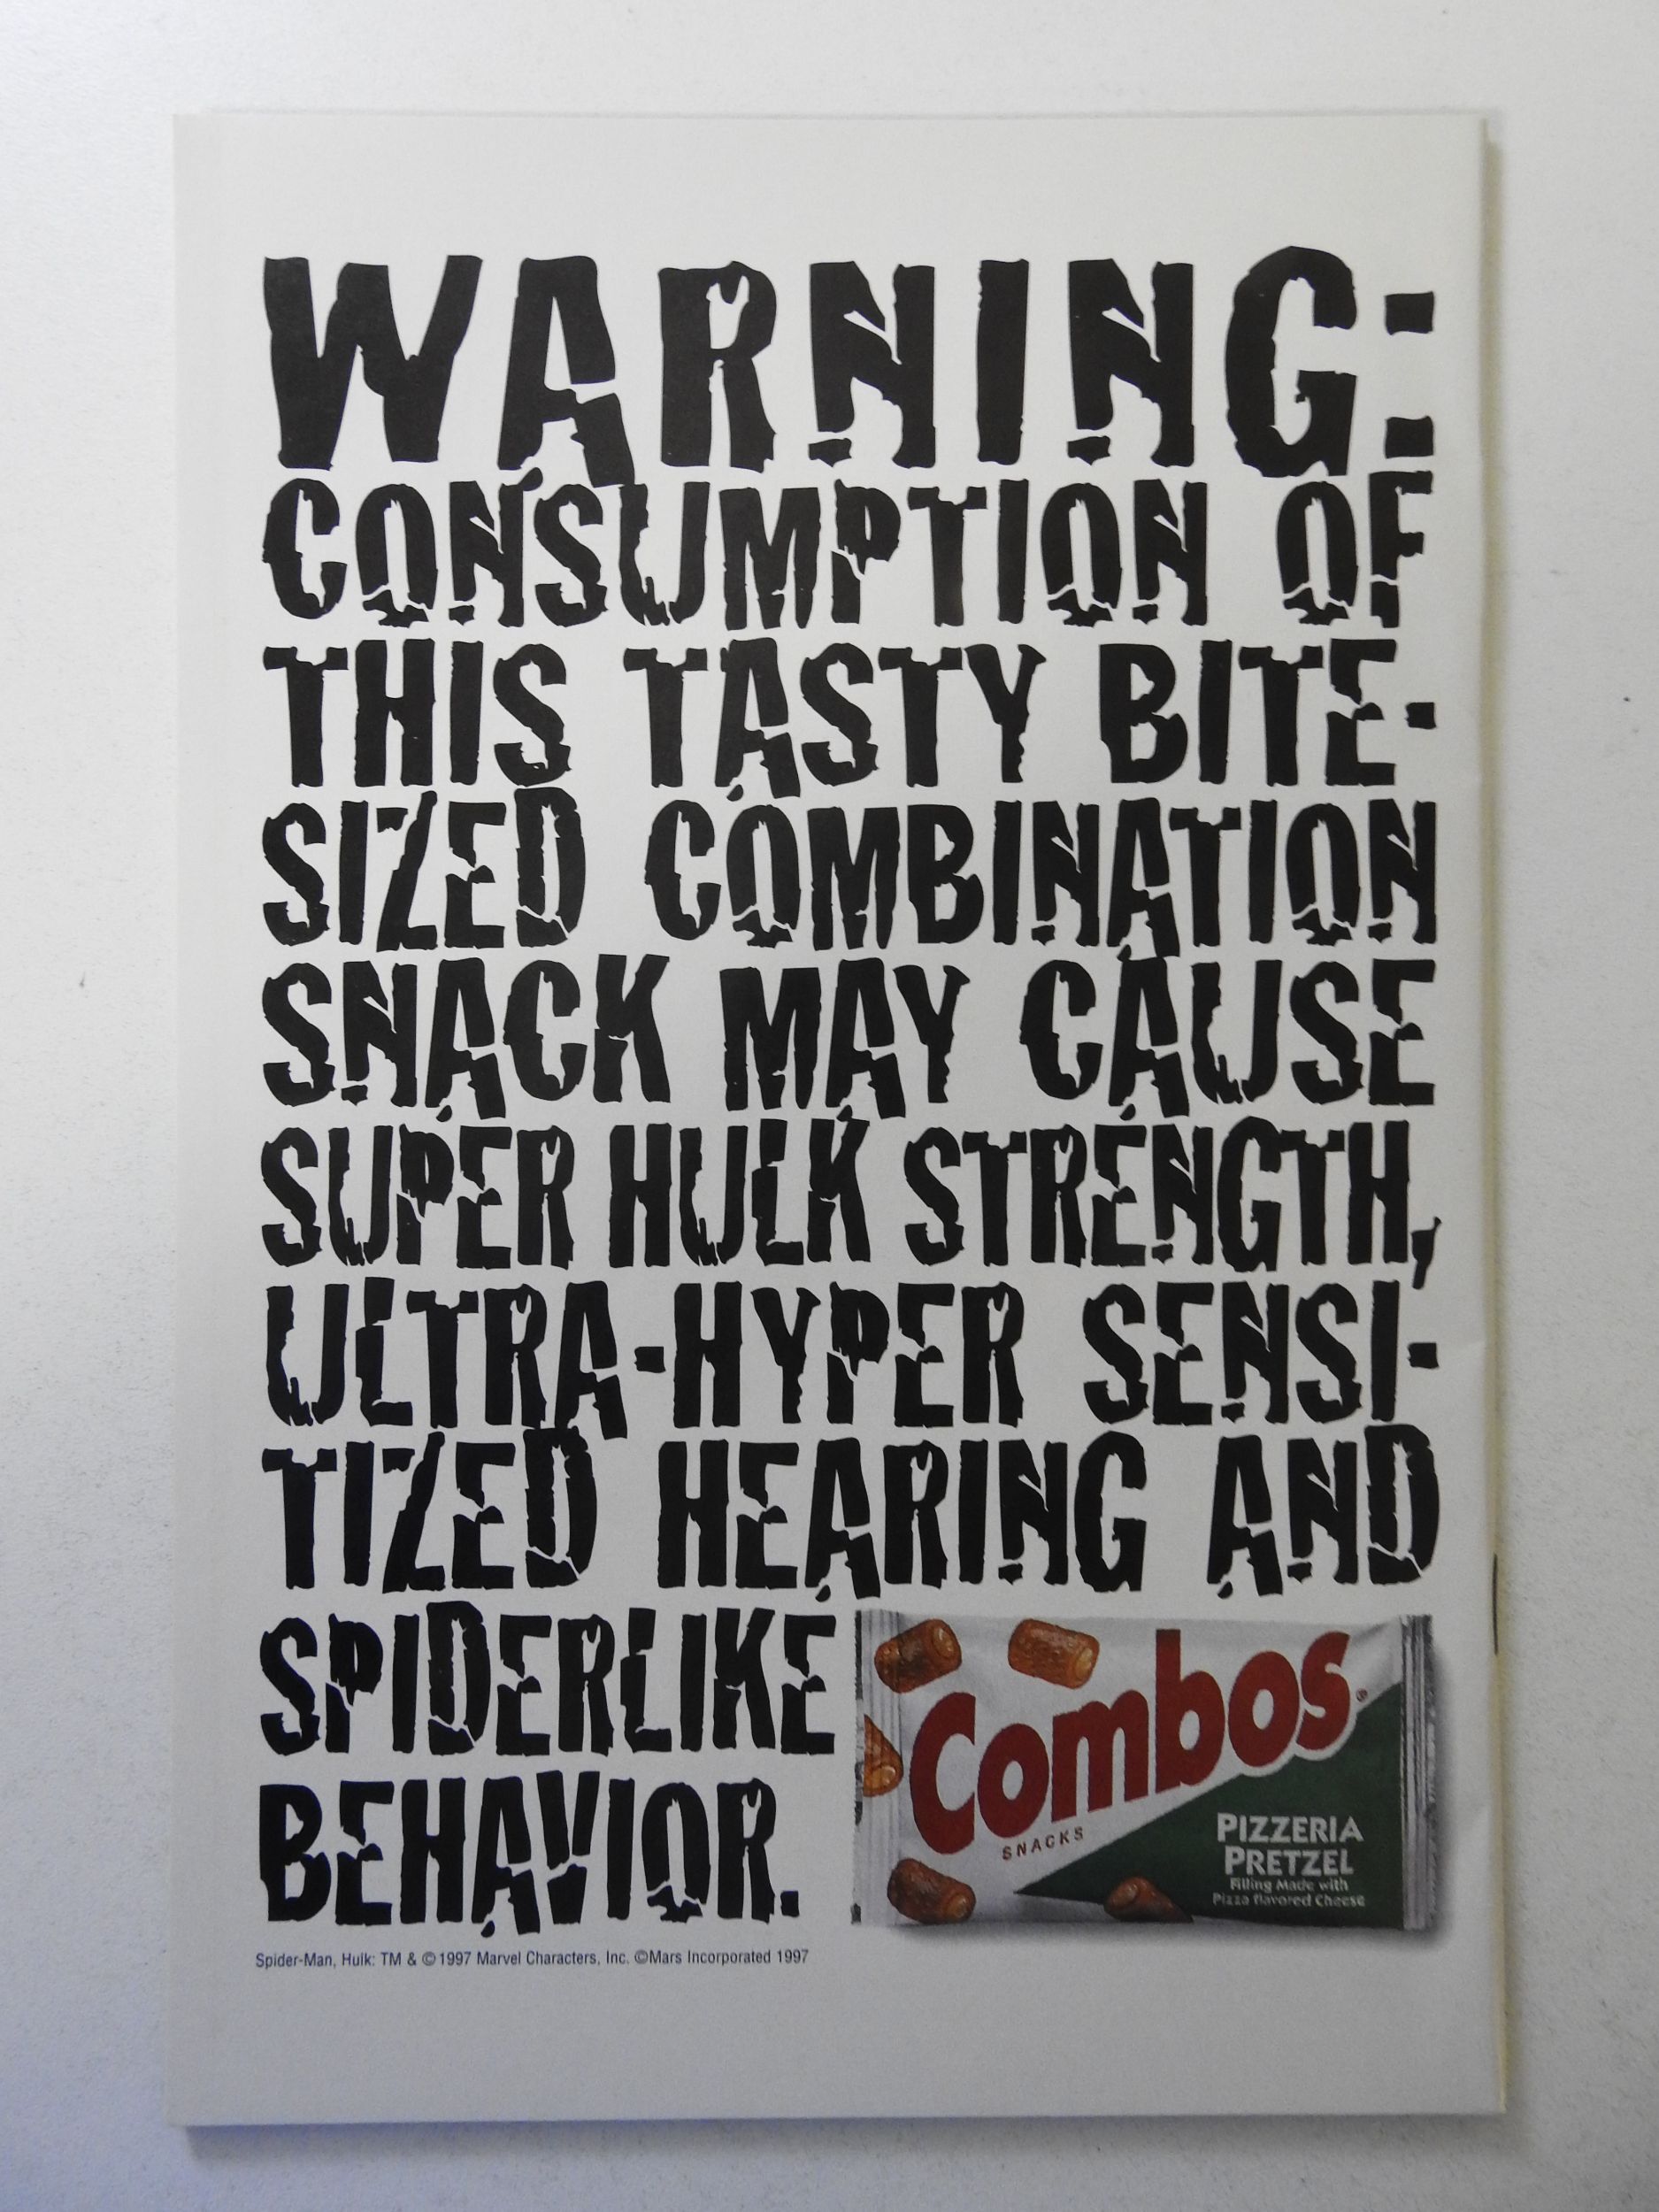 WARNING:
CONSUMPTION OF
THIS TASTY BITE-
SIZED COMBINATION
SNACK MAY CAUSE
SUPER HULK STRENGTH,
ULTRA-HYPER SENSI-
TIZED HEARING AND
SPIDERLIKE
BEHAVIOR.
Combos®
SNACKS
PIZZERIA
PRETZEL
Filling Made with
Pizza flavored Cheese
Spider-Man, Hulk: TM & ©1997 Marvel Characters, Inc. ©Mars Incorporated 1997